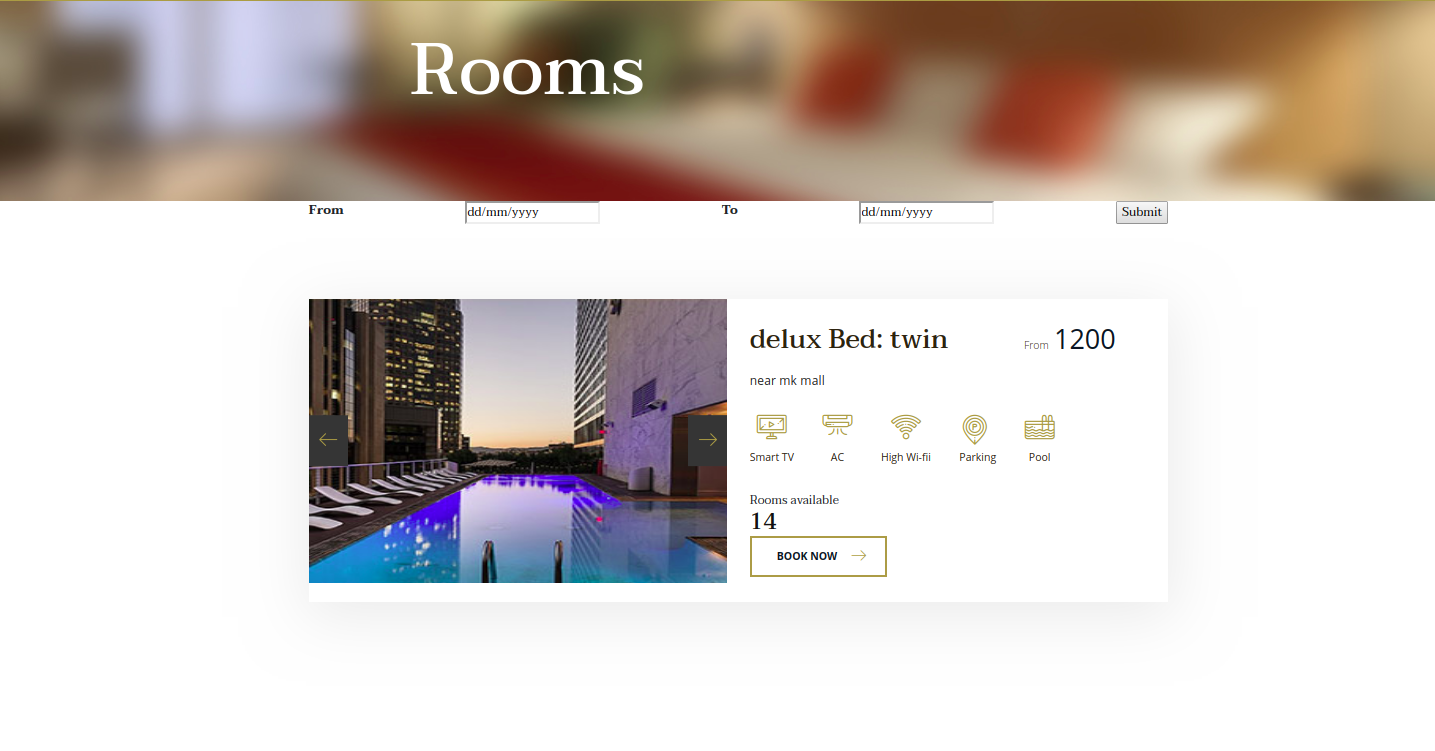 Rooms
From dd/mm/yyyy To dd/mm/yyyy Submit
delux Bed: twin From 1200
near mk mall
P
Smart TV AC High Wi-fii Parking Pool
Rooms available
14
BOOK NOW